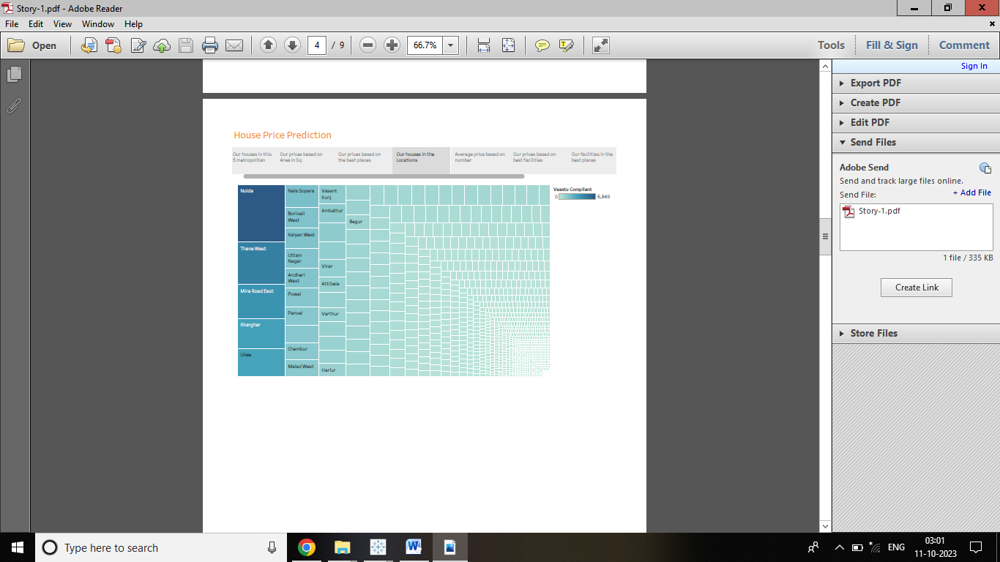 Story-1.pdf - Adobe Reader
File Edit View Window Help
Open 4 / 9 66.7% Tools Fill & Sign Comment
Sign In
Export PDF
Create PDF
Edit PDF
Send Files
Adobe Send
Send and track large files online.
Send File: + Add File
Story-1.pdf
1 file / 335 KB
Create Link
Store Files
House Price Prediction
Our houses in this
5 metropolitan
Our prices based on
Area in Sq
Our prices based on
the best places
Our houses in the
Locations
Average price based on
number
Our prices based on
best facilities
Our facilities in the
best places
Noida
Thane West
Mira Road East
Kharghar
Ulwe
Nala Sopara
Borivali
West
Kalyan West
Uttam
Nagar
Andheri
West
Powai
Panvel
Chembur
Malad West
Vasant
Kunj
Ambattur
Virar
Attibele
Varthur
Harlur
Begur
Vaastu Compliant
0 6,849
Type here to search
ENG
03:01
11-10-2023